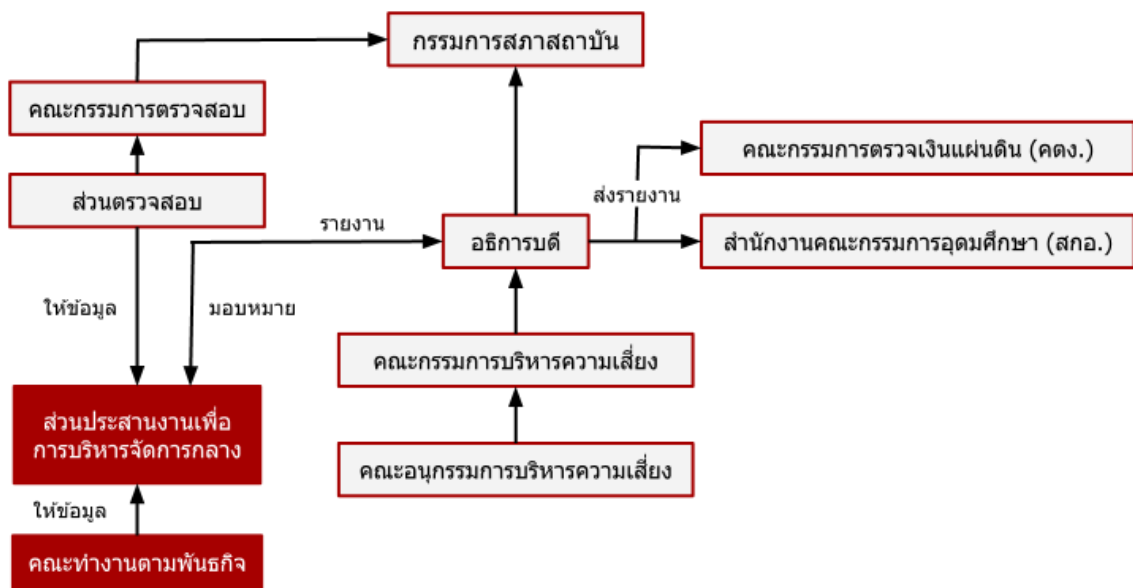 กรรมการสภาสถาบัน
คณะกรรมการตรวจสอบ
คณะกรรมการตรวจเงินแผ่นดิน (คตง.)
ส่วนตรวจสอบ
ส่งรายงาน
รายงาน
อธิการบดี
สำนักงานคณะกรรมการอุดมศึกษา (สกอ.)
ให้ข้อมูล
มอบหมาย
คณะกรรมการบริหารความเสี่ยง
ส่วนประสานงานเพื่อ
การบริหารจัดการกลาง
คณะอนุกรรมการบริหารความเสี่ยง
ให้ข้อมูล
คณะทำงานตามพันธกิจ